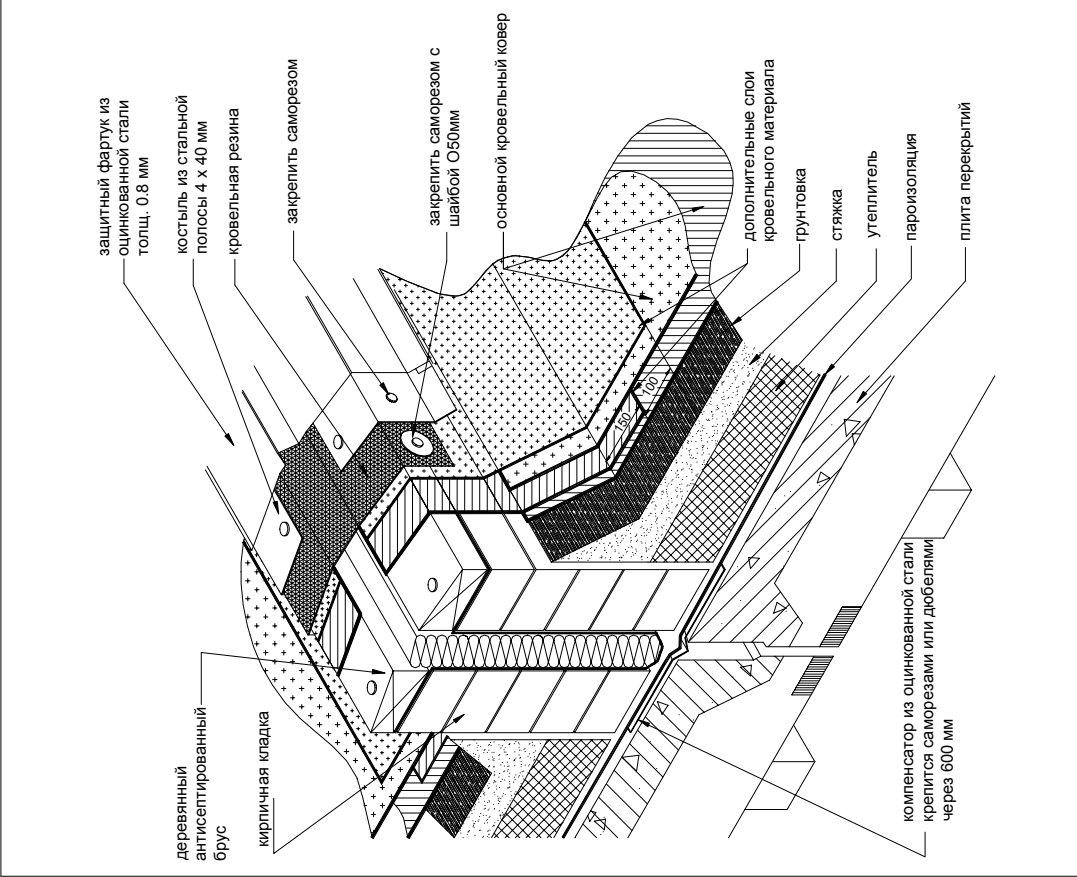 защитный фартук из
оцинкованной стали
толщ. 0.8 мм
костыль из стальной
полосы 4 x 40 мм
кровельная резина
закрепить саморезом
закрепить саморезом с
шайбой О50мм
основной кровельный ковер
дополнительные слои
кровельного материала
грунтовка
стяжка
утеплитель
пароизоляция
плита перекрытий
150
100
деревянный
антисептированный
брус
кирпичная кладка
компенсатор из оцинкованной стали
крепится саморезами или дюбелями
через 600 мм